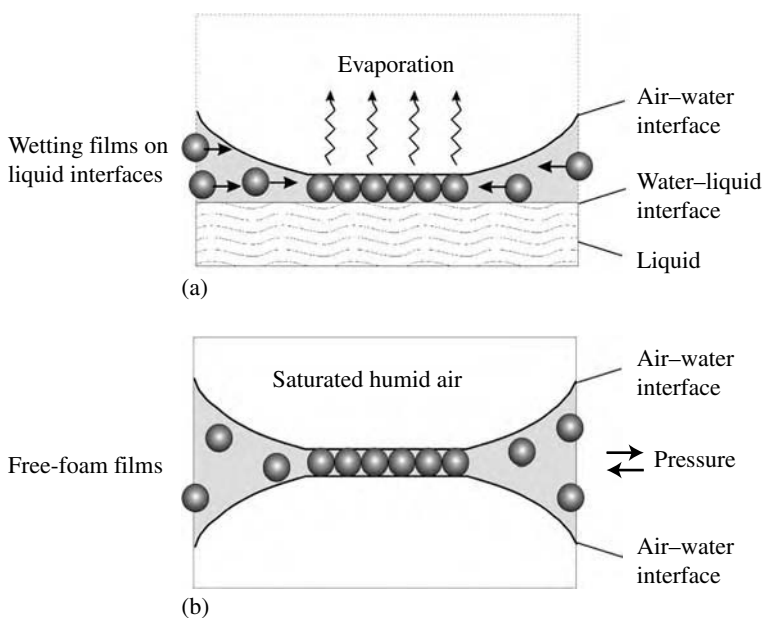 Evaporation
Air–water
interface
Wetting films on
liquid interfaces
Water–liquid
interface
Liquid
(a)
Air–water
interface
Saturated humid air
Free-foam films
Pressure
Air–water
interface
(b)